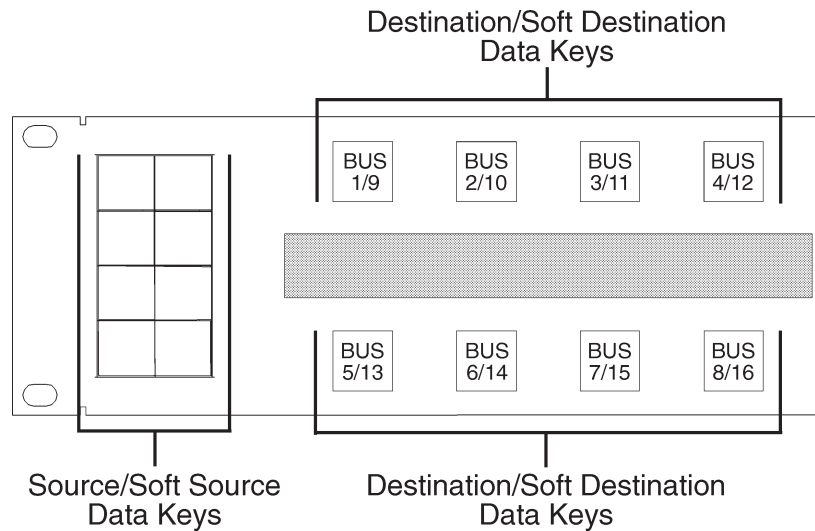 Destination/Soft Destination
Data Keys
BUS
1/9
BUS
2/10
BUS
3/11
BUS
4/12
BUS
5/13
BUS
6/14
BUS
7/15
BUS
8/16
Source/Soft Source
Data Keys
Destination/Soft Destination
Data Keys